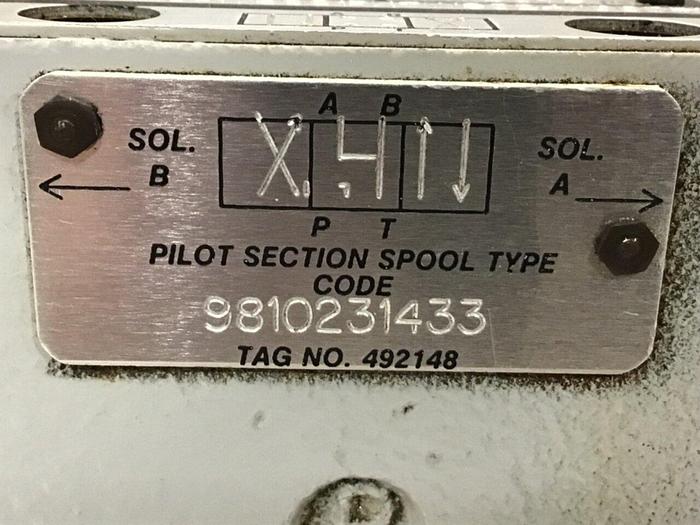 A B
SOL. B
SOL. A
P T
PILOT SECTION SPOOL TYPE
CODE
9810231433
TAG NO. 492148